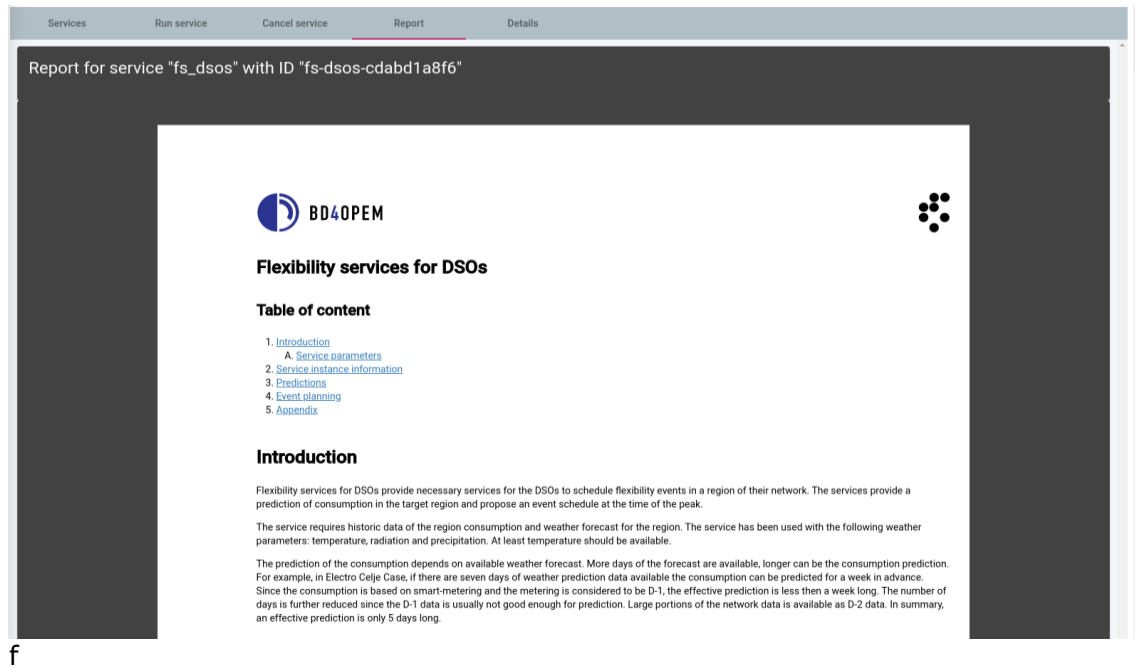 Services Run service Cancel service Report Details
Report for service "fs_dsos" with ID "fs-dsos-cdabd1a8f6"
BD4OPEM
Flexibility services for DSOs
Table of content
1. Introduction
A. Service parameters
2. Service instance information
3. Predictions
4. Event planning
5. Appendix
Introduction
Flexibility services for DSOs provide necessary services for the DSOs to schedule flexibility events in a region of their network. The services provide a
prediction of consumption in the target region and propose an event schedule at the time of the peak.
The service requires historic data of the region consumption and weather forecast for the region. The service has been used with the following weather
parameters: temperature, radiation and precipitation. At least temperature should be available.
The prediction of the consumption depends on available weather forecast. More days of the forecast are available, longer can be the consumption prediction.
For example, in Electro Celje Case, if there are seven days of weather prediction data available the consumption can be predicted for a week in advance.
Since the consumption is based on smart-metering and the metering is considered to be D-1, the effective prediction is less then a week long. The number of
days is further reduced since the D-1 data is usually not good enough for prediction. Large portions of the network data is available as D-2 data. In summary,
an effective prediction is only 5 days long.
f